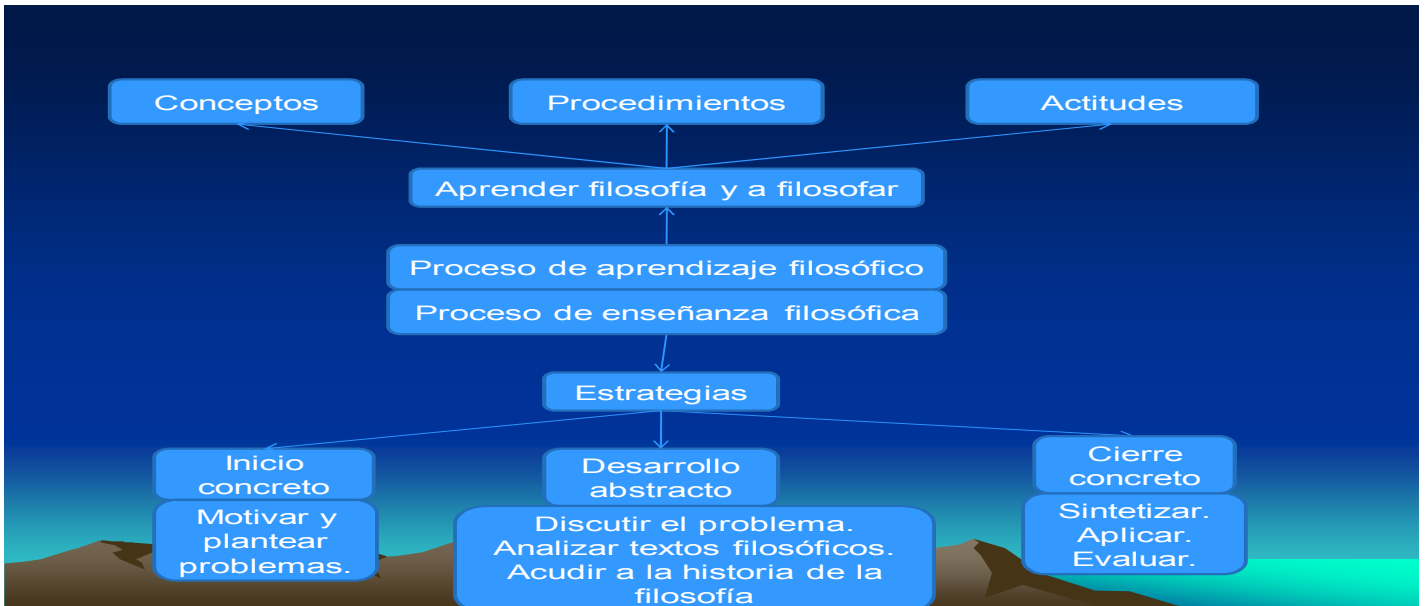 Conceptos
Procedimientos
Actitudes
Aprender filosofía y a filosofar
Proceso de aprendizaje filosófico
Proceso de enseñanza filosófica
Estrategias
Inicio
concreto
Motivar y
plantear
problemas.
Desarrollo
abstracto
Discutir el problema.
Analizar textos filosóficos.
Acudir a la historia de la
filosofía
Cierre
concreto
Sintetizar.
Aplicar.
Evaluar.